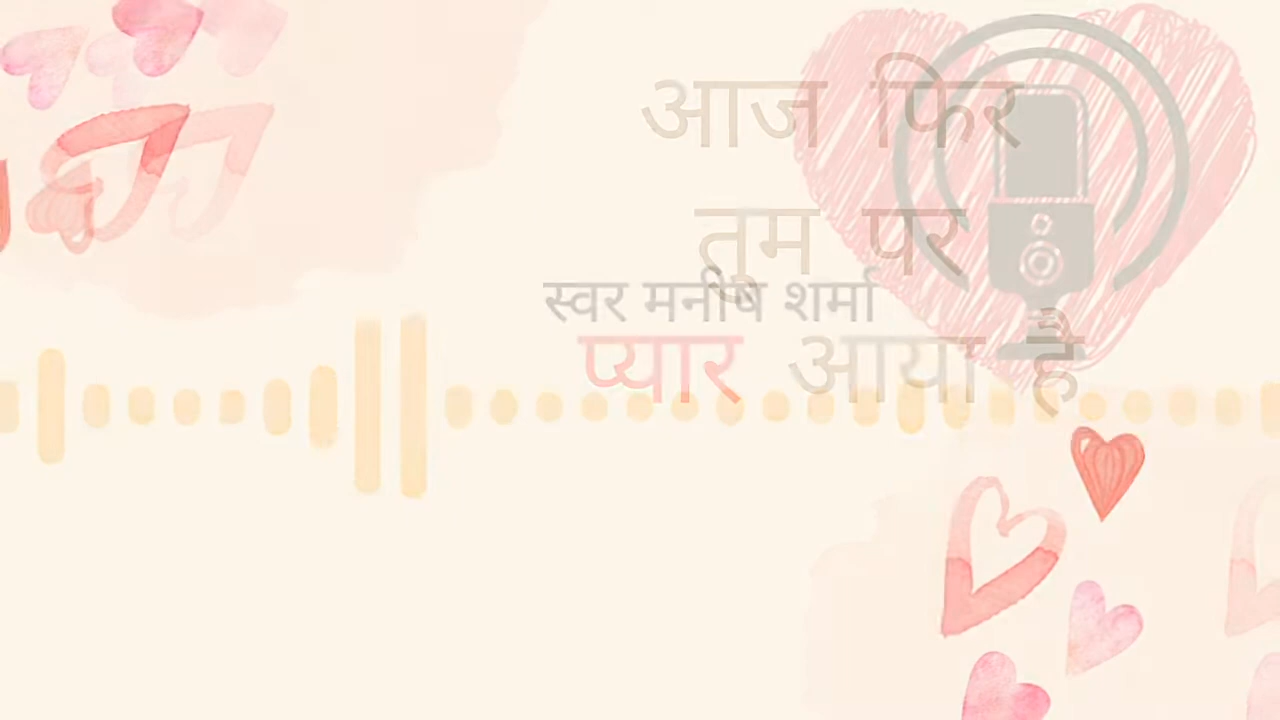 आज फिर
तुम पर
स्वर मनीष शर्मा
प्यार आया है